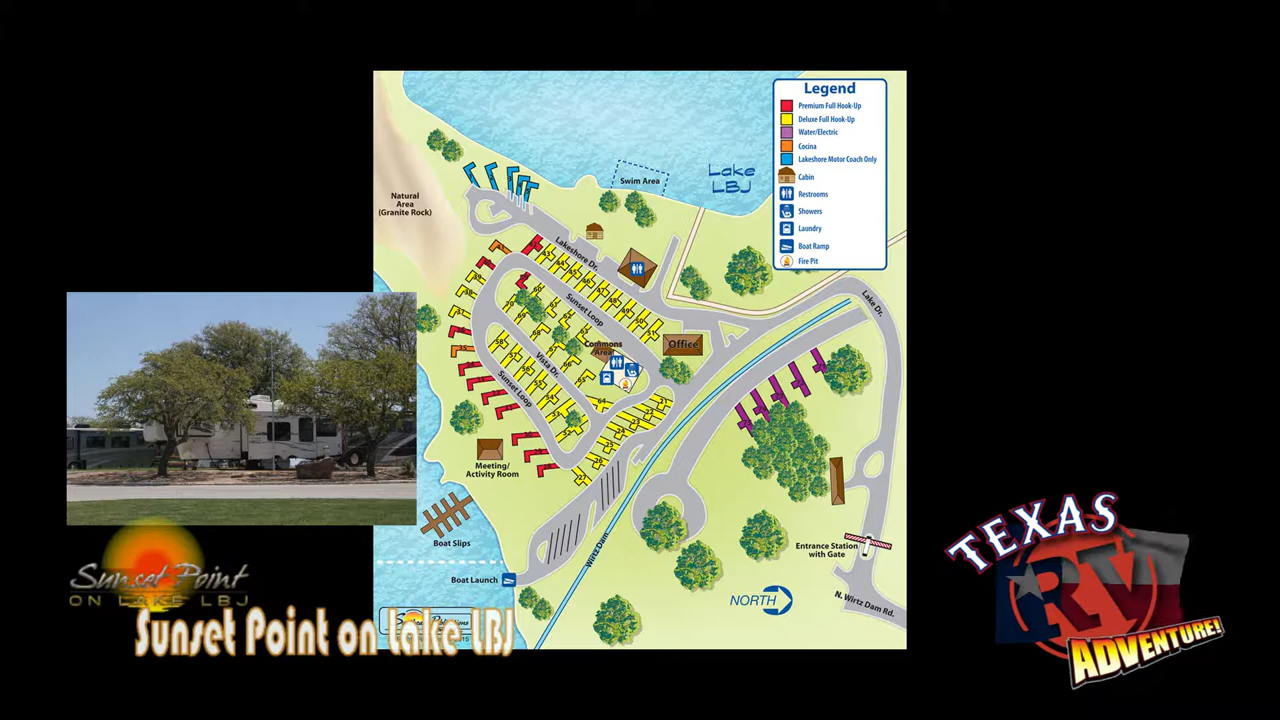 Legend
Premium Full Hook-Up
Deluxe Full Hook-Up
Water/Electric
Cocina
Lakeshore Motor Coach Only
Cabin
Restrooms
Showers
Laundry
Boat Ramp
Fire Pit
Lake
LBJ
Swim Area
Natural
Area
(Granite Rock)
Lakeshore Dr.
Sunset Loop
Commons
Area
Office
Lake Dr.
Vista Dr.
Sunset Loop
Meeting/
Activity Room
Boat Slips
Boat Launch
Wirtz Dam
Entrance Station
with Gate
N. Wirtz Dam Rd.
NORTH
Sunset Point
ON LAKE LBJ
Sunset Point on Lake LBJ
TEXAS
RV
ADVENTURE!